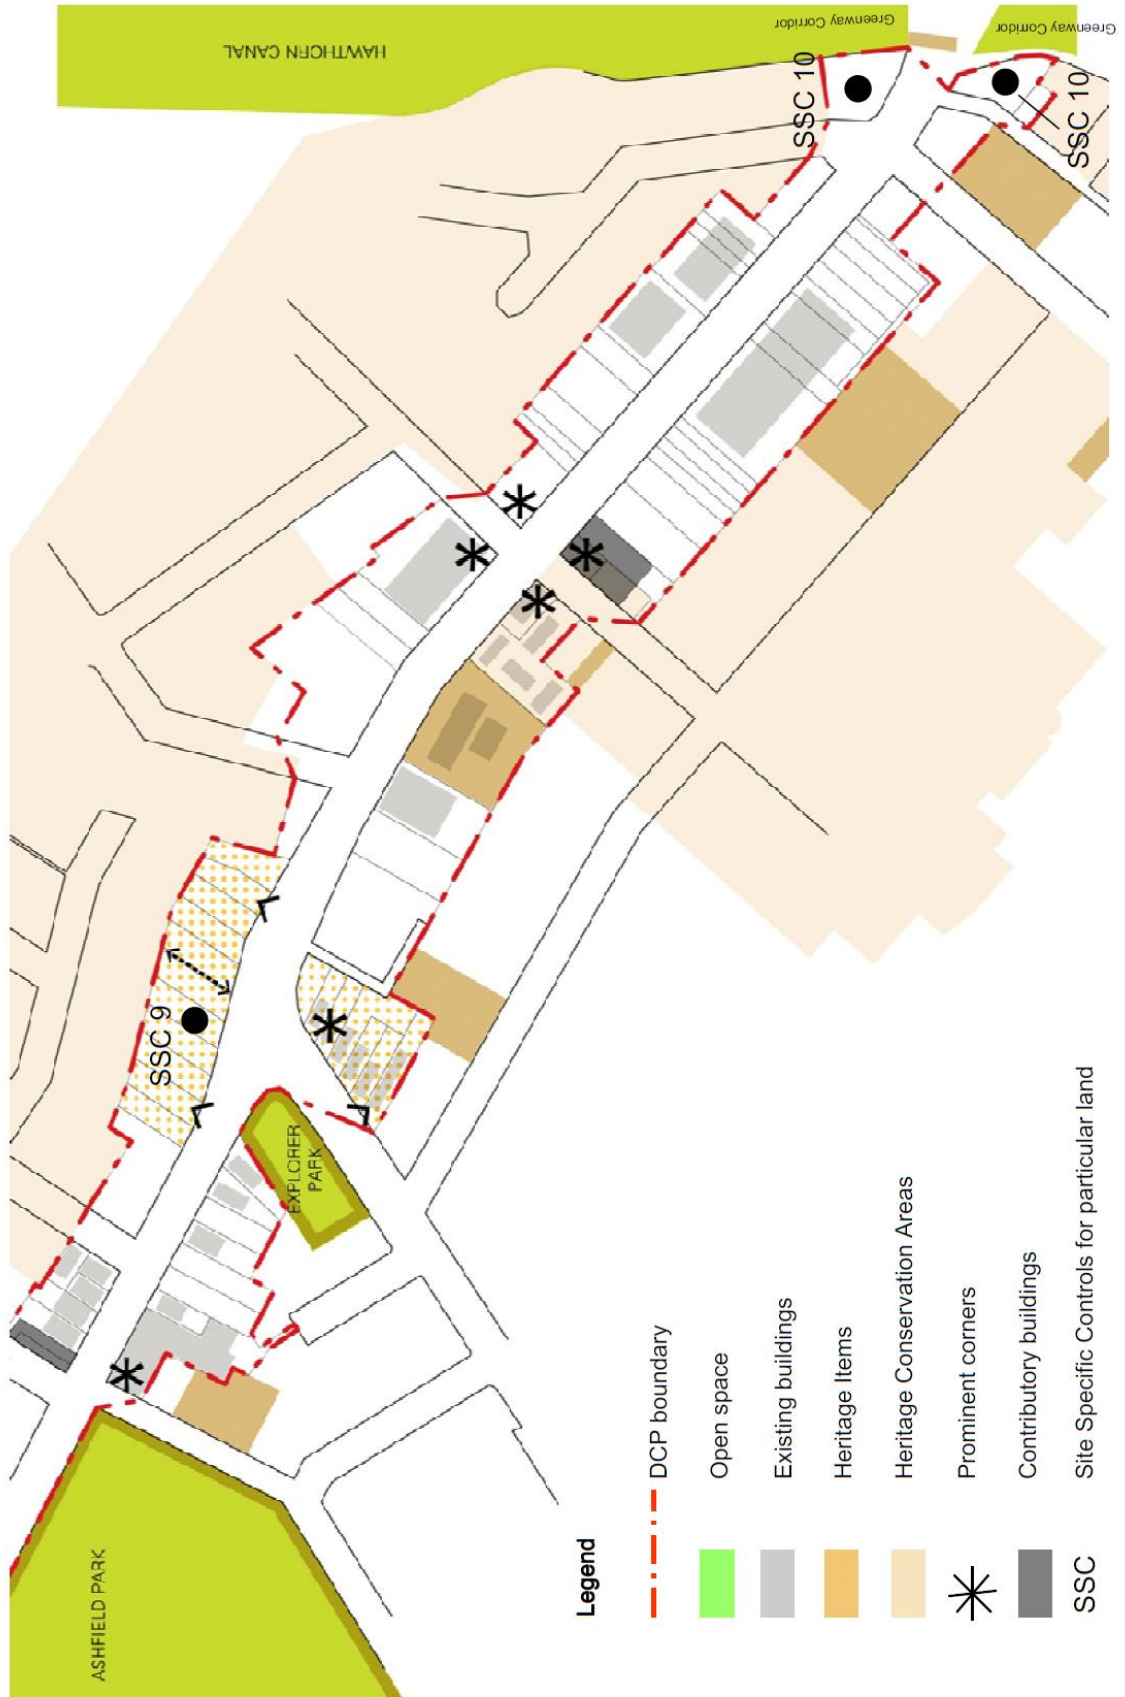 HAWTHORN CANAL
Greenway Corridor
Greenway Corridor
SSC 10
SSC 10
SSC 9
EXPLORER
PARK
ASHFIELD PARK
Legend
DCP boundary
Open space
Existing buildings
Heritage Items
Heritage Conservation Areas
Prominent corners
Contributory buildings
SSC Site Specific Controls for particular land